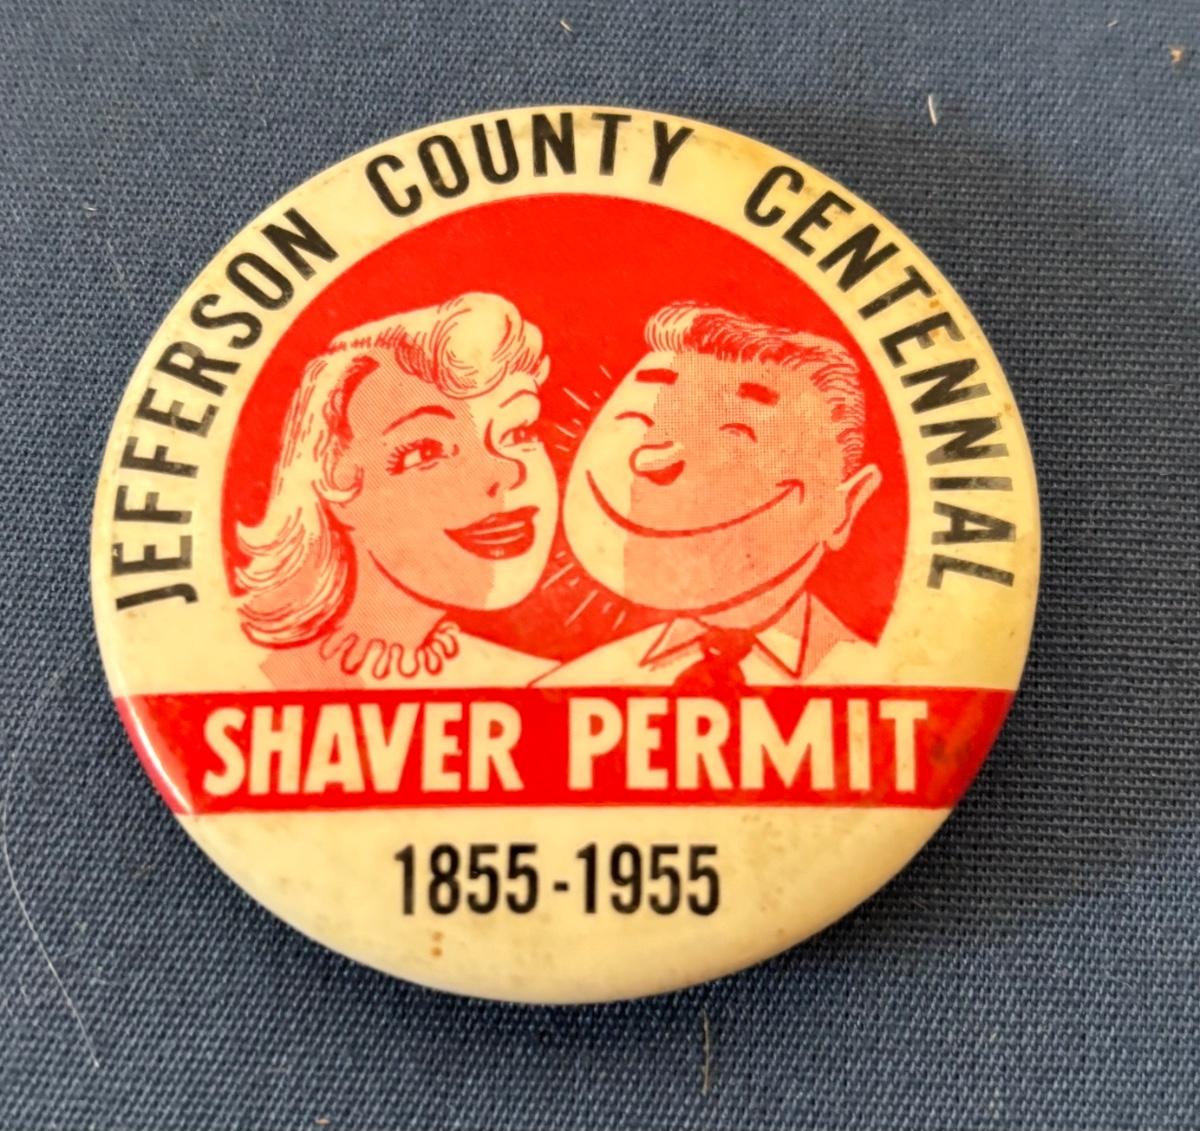 JEFFERSON COUNTY CENTENNIAL
SHAVER PERMIT
1855-1955